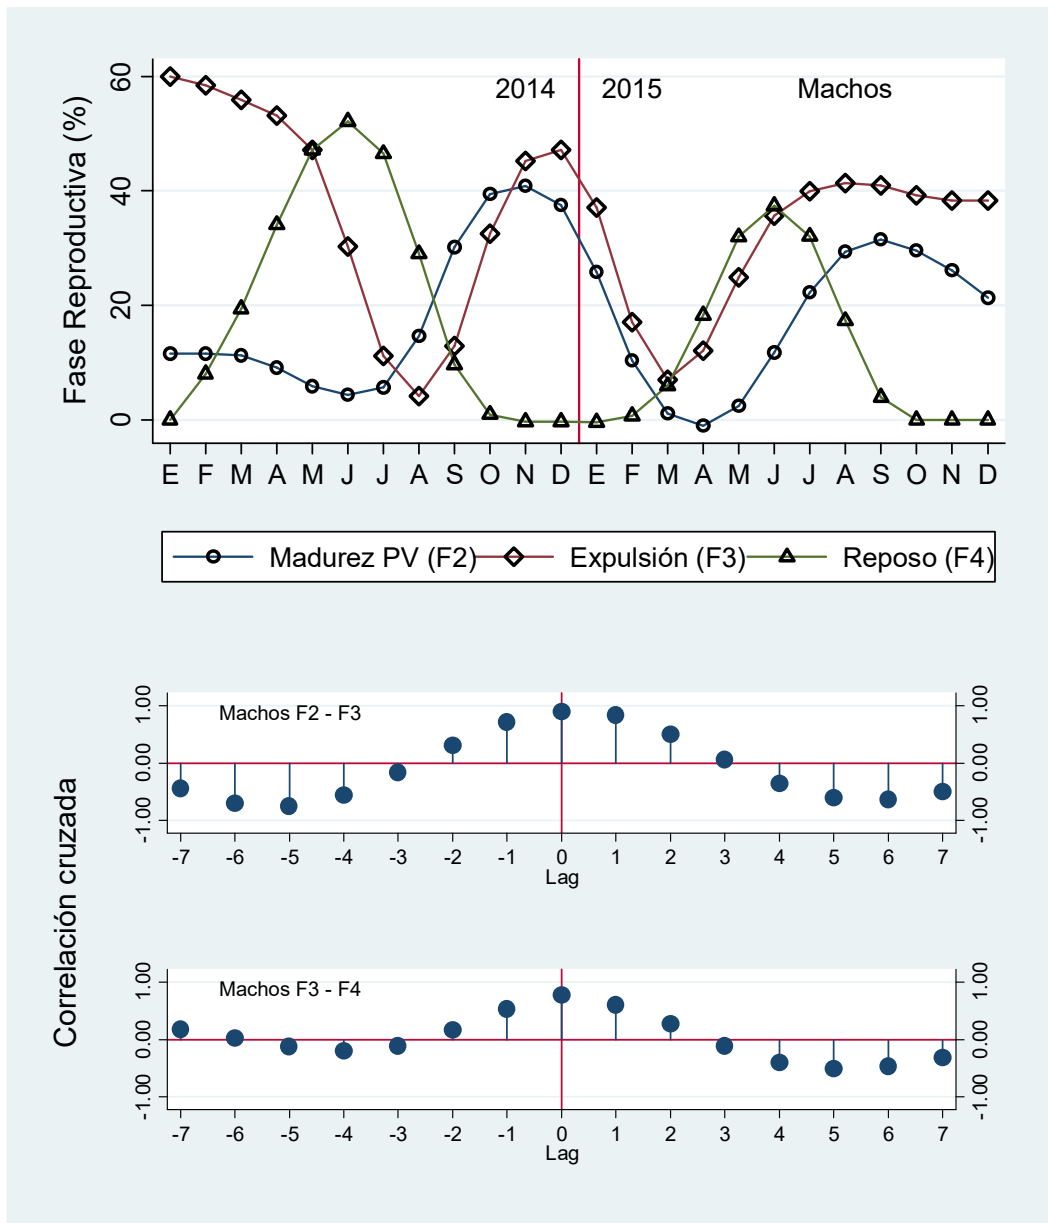 2014 2015 Machos
Fase Reproductiva (%)
60
40
20
0
E F M A M J J A S O N D E F M A M J J A S O N D
Madurez PV (F2) Expulsión (F3) Reposo (F4)
Correlación cruzada
Machos F2 - F3
1.00 1.00
0.00 0.00
-1.00 -1.00
-7 -6 -5 -4 -3 -2 -1 0 1 2 3 4 5 6 7
Lag
Machos F3 - F4
1.00 1.00
0.00 0.00
-1.00 -1.00
-7 -6 -5 -4 -3 -2 -1 0 1 2 3 4 5 6 7
Lag